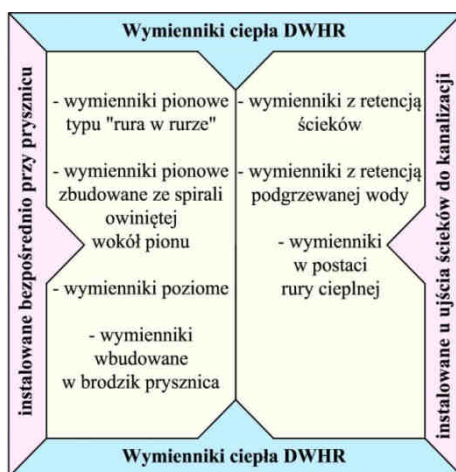 Wymienniki ciepła DWHR
instalowane bezpośrednio przy prysznicu
- wymienniki pionowe
typu "rura w rurze"
- wymienniki pionowe
zbudowane ze spirali
owiniętej
wokół pionu
- wymienniki poziome
- wymienniki
wbudowane
w brodzik prysznica
- wymienniki z retencją
ścieków
- wymienniki z retencją
podgrzewanej wody
- wymienniki
w postaci
rury cieplnej
instalowane u ujścia ścieków do kanalizacji
Wymienniki ciepła DWHR